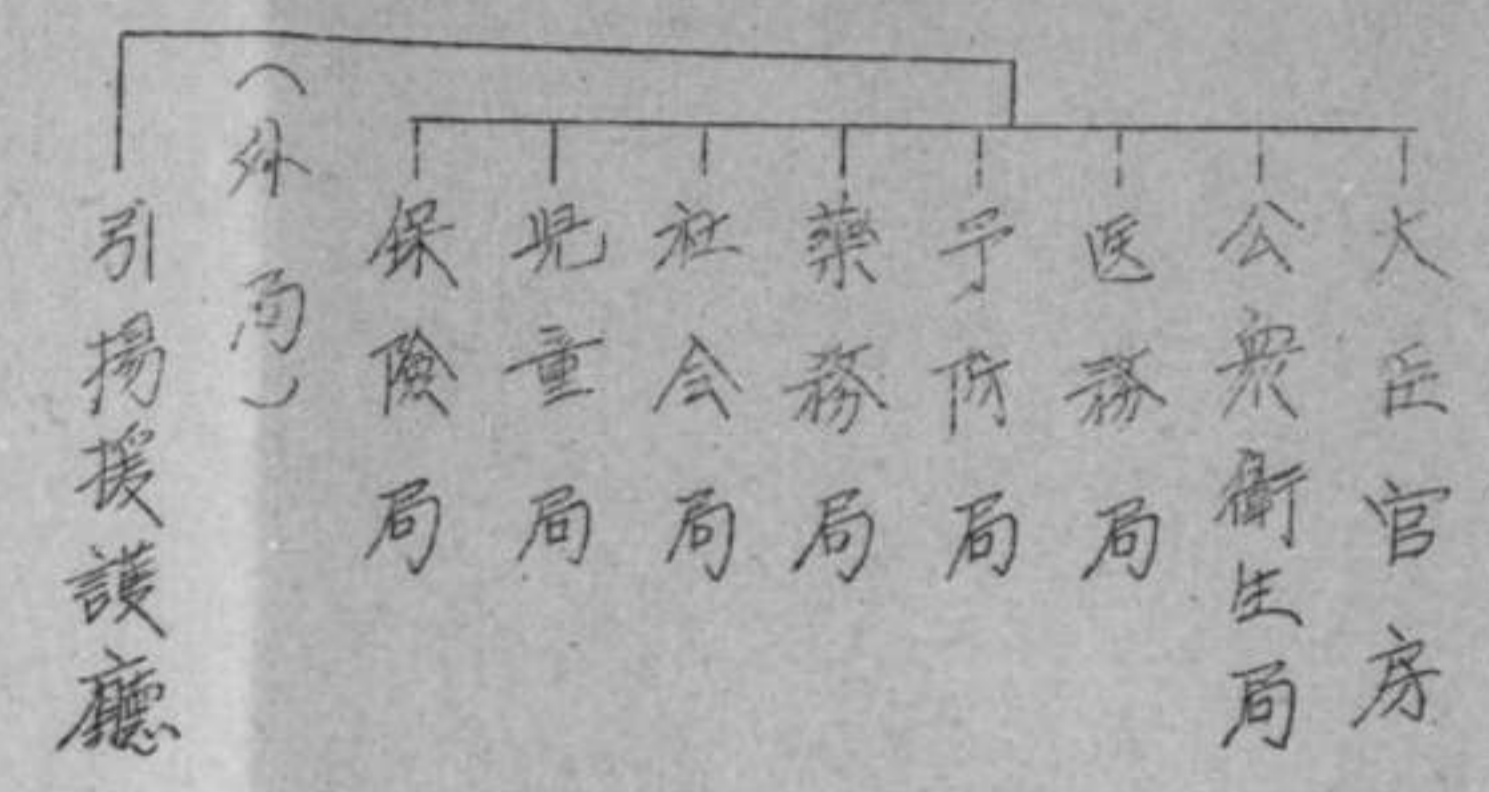 大臣官房
公衆衛生局
医務局
予防局
薬務局
社会局
児童局
保険局
(外局)
引揚援護廳